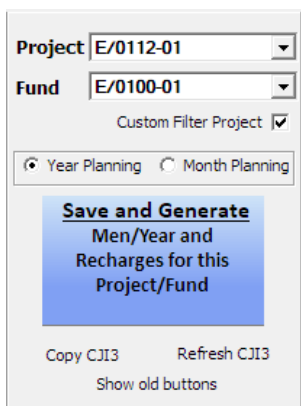 Project E/0112-01
Fund E/0100-01
Custom Filter Project
Year Planning Month Planning
Save and Generate
Men/Year and
Recharges for this
Project/Fund
Copy CJI3 Refresh CJI3
Show old buttons